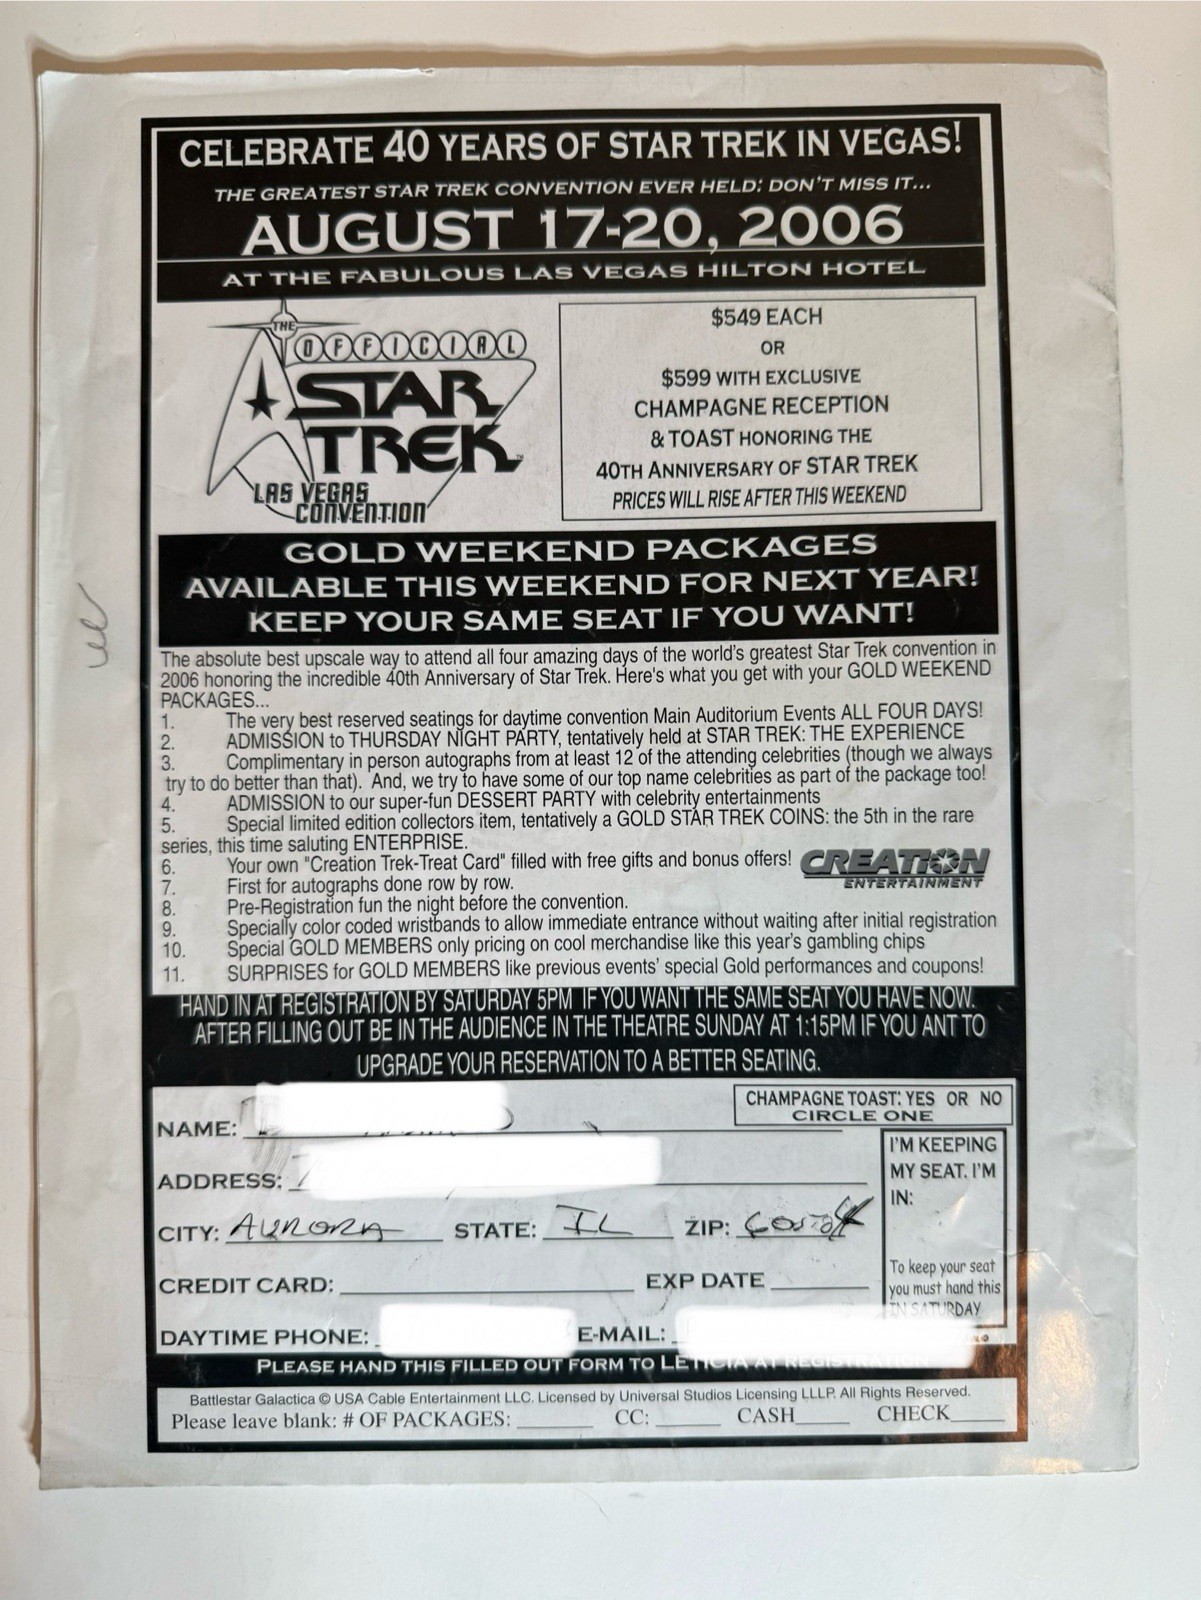 CELEBRATE 40 YEARS OF STAR TREK IN VEGAS!
THE GREATEST STAR TREK CONVENTION EVER HELD: DON'T MISS IT...
AUGUST 17-20, 2006
AT THE FABULOUS LAS VEGAS HILTON HOTEL
THE
OFFICIAL
STAR
TREK
LAS VEGAS
CONVENTION
$549 EACH
OR
$599 WITH EXCLUSIVE
CHAMPAGNE RECEPTION
& TOAST HONORING THE
40TH ANNIVERSARY OF STAR TREK
PRICES WILL RISE AFTER THIS WEEKEND
GOLD WEEKEND PACKAGES
AVAILABLE THIS WEEKEND FOR NEXT YEAR!
KEEP YOUR SAME SEAT IF YOU WANT!
The absolute best upscale way to attend all four amazing days of the world's greatest Star Trek convention in
2006 honoring the incredible 40th Anniversary of Star Trek. Here's what you get with your GOLD WEEKEND
PACKAGES...
1. The very best reserved seatings for daytime convention Main Auditorium Events ALL FOUR DAYS!
2. ADMISSION to THURSDAY NIGHT PARTY, tentatively held at STAR TREK: THE EXPERIENCE
3. Complimentary in person autographs from at least 12 of the attending celebrities (though we always
try to do better than that). And, we try to have some of our top name celebrities as part of the package too!
4. ADMISSION to our super-fun DESSERT PARTY with celebrity entertainments
5. Special limited edition collectors item, tentatively a GOLD STAR TREK COINS: the 5th in the rare
series, this time saluting ENTERPRISE.
6. Your own "Creation Trek-Treat Card" filled with free gifts and bonus offers!
CREATION
ENTERTAINMENT
7. First for autographs done row by row.
8. Pre-Registration fun the night before the convention.
9. Specially color coded wristbands to allow immediate entrance without waiting after initial registration
10. Special GOLD MEMBERS only pricing on cool merchandise like this year's gambling chips
11. SURPRISES for GOLD MEMBERS like previous events' special Gold performances and coupons!
HAND IN AT REGISTRATION BY SATURDAY 5PM IF YOU WANT THE SAME SEAT YOU HAVE NOW.
AFTER FILLING OUT BE IN THE AUDIENCE IN THE THEATRE SUNDAY AT 1:15PM IF YOU ANT TO
UPGRADE YOUR RESERVATION TO A BETTER SEATING.
CHAMPAGNE TOAST: YES OR NO
CIRCLE ONE
NAME:
I'M KEEPING
MY SEAT. I'M
IN:
ADDRESS:
CITY: AURORA STATE: IL ZIP:
CREDIT CARD: EXP DATE
To keep your seat
you must hand this
IN SATURDAY
DAYTIME PHONE: E-MAIL:
PLEASE HAND THIS FILLED OUT FORM TO LETICIA AT
Battlestar Galactica © USA Cable Entertainment LLC. Licensed by Universal Studios Licensing LLLP. All Rights Reserved.
Please leave blank: # OF PACKAGES: CC: CASH CHECK